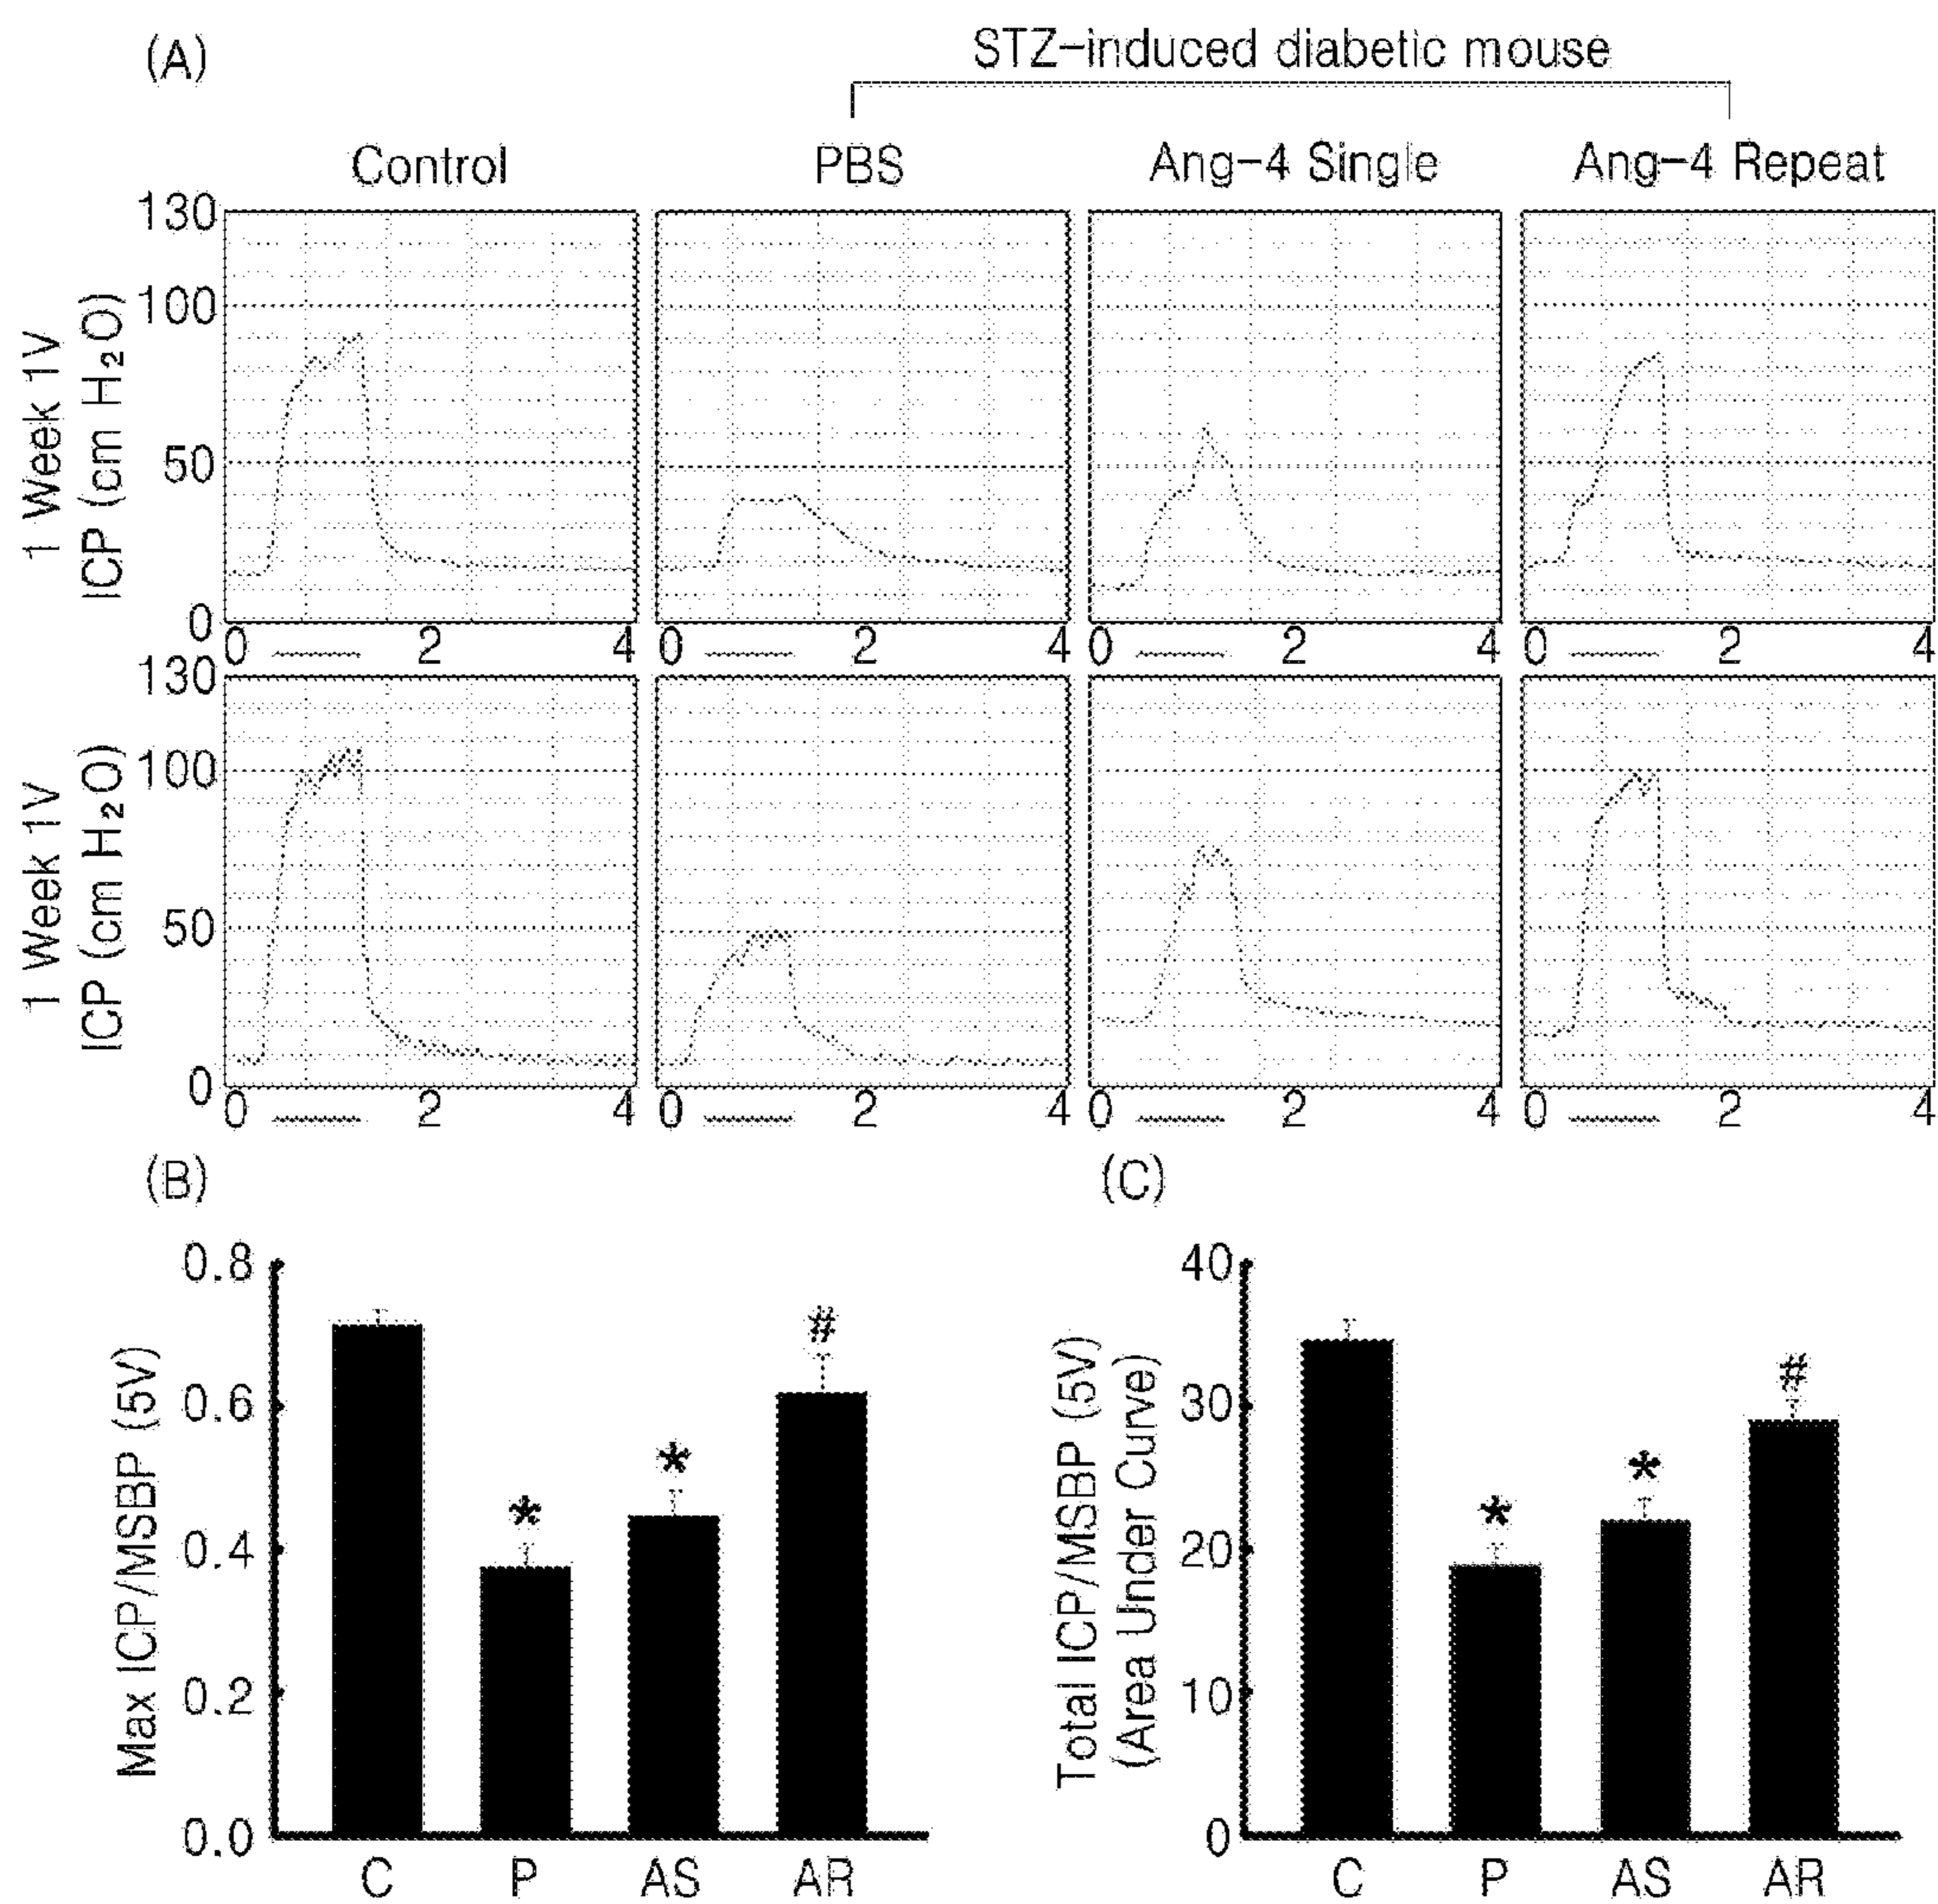 (A)
STZ-induced diabetic mouse
Control PBS Ang-4 Single Ang-4 Repeat
1 Week 1V
ICP (cm H₂O)
130
100
50
0
0 2 4 0 2 4 0 2 4 0 2 4
1 Week 1V
ICP (cm H₂O)
130
100
50
0
0 2 4 0 2 4 0 2 4 0 2 4
(B)
Max ICP/MSBP (5V)
0.8
0.6
0.4
0.2
0.0
* * #
C P AS AR
(C)
Total ICP/MSBP (5V)
(Area Under Curve)
40
30
20
10
0
* * #
C P AS AR